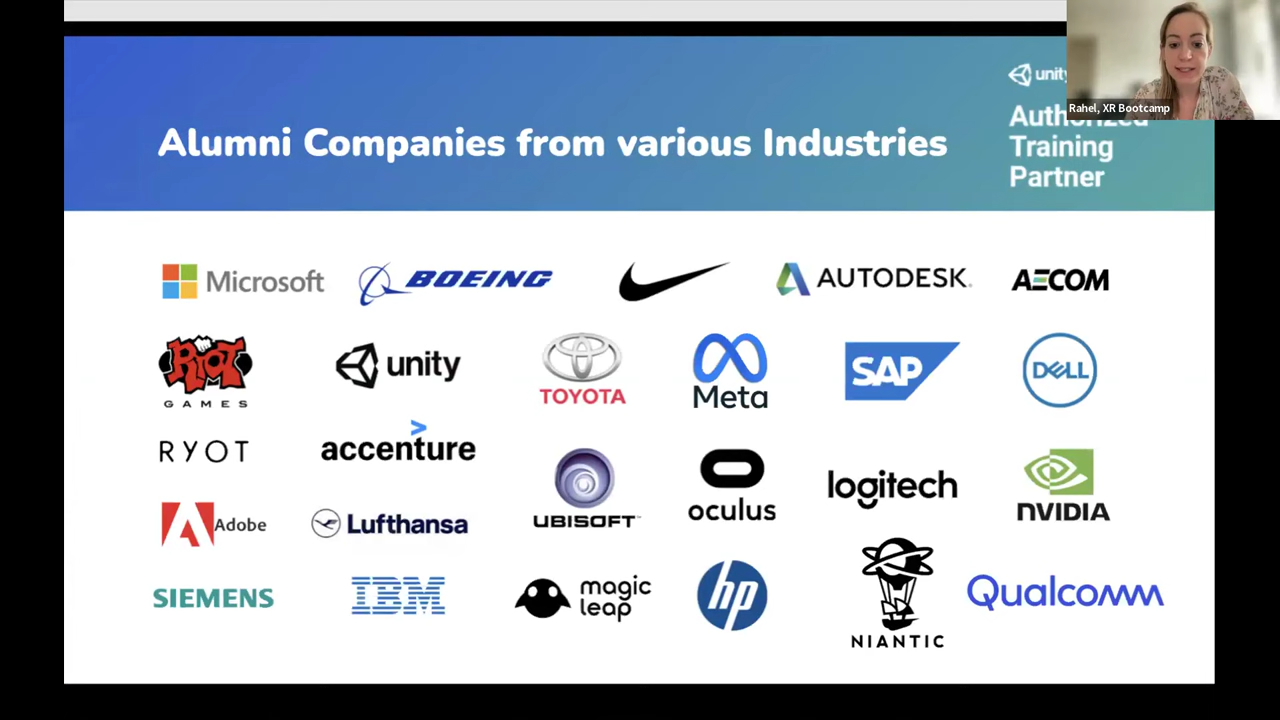 unity
Rahel, XR Bootcamp
Authorized
Training
Partner
Alumni Companies from various Industries
Microsoft
BOEING
AUTODESK.
AECOM
RIOT
GAMES
unity
TOYOTA
Meta
SAP
DELL
RYOT
accenture
UBISOFT
oculus
logitech
NVIDIA
Adobe
Lufthansa
SIEMENS
IBM
magic
leap
hp
NIANTIC
Qualcomm